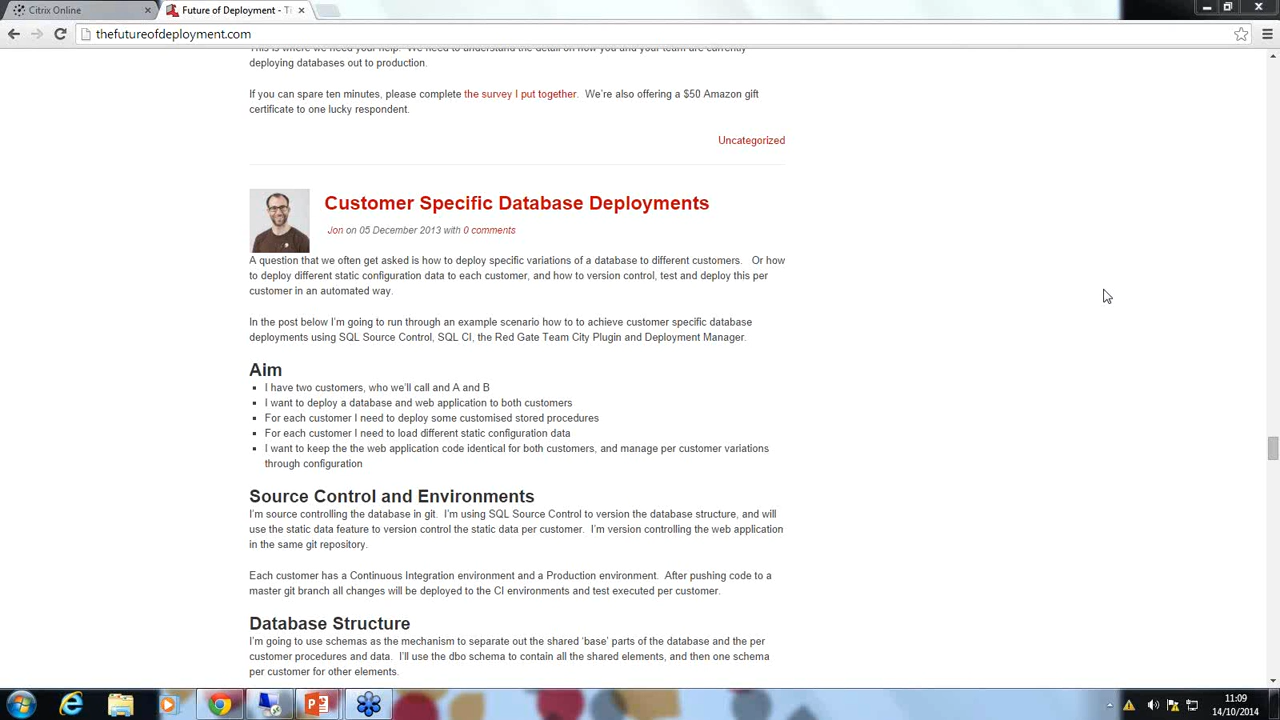 Citrix Online
Future of Deployment - Ti
thefutureofdeployment.com
This is where we need your help. We need to understand the detail on how you and your team are currently
deploying databases out to production.
If you can spare ten minutes, please complete the survey I put together. We're also offering a $50 Amazon gift
certificate to one lucky respondent.
Uncategorized
Customer Specific Database Deployments
Jon on 05 December 2013 with 0 comments
A question that we often get asked is how to deploy specific variations of a database to different customers. Or how
to deploy different static configuration data to each customer, and how to version control, test and deploy this per
customer in an automated way.
In the post below I'm going to run through an example scenario how to to achieve customer specific database
deployments using SQL Source Control, SQL CI, the Red Gate Team City Plugin and Deployment Manager.
Aim
I have two customers, who we'll call and A and B
I want to deploy a database and web application to both customers
For each customer I need to deploy some customised stored procedures
For each customer I need to load different static configuration data
I want to keep the the web application code identical for both customers, and manage per customer variations
through configuration
Source Control and Environments
I'm source controlling the database in git. I'm using SQL Source Control to version the database structure, and will
use the static data feature to version control the static data per customer. I'm version controlling the web application
in the same git repository.
Each customer has a Continuous Integration environment and a Production environment. After pushing code to a
master git branch all changes will be deployed to the CI environments and test executed per customer.
Database Structure
I'm going to use schemas as the mechanism to separate out the shared 'base' parts of the database and the per
customer procedures and data. I'll use the dbo schema to contain all the shared elements, and then one schema
per customer for other elements.
11:09
14/10/2014